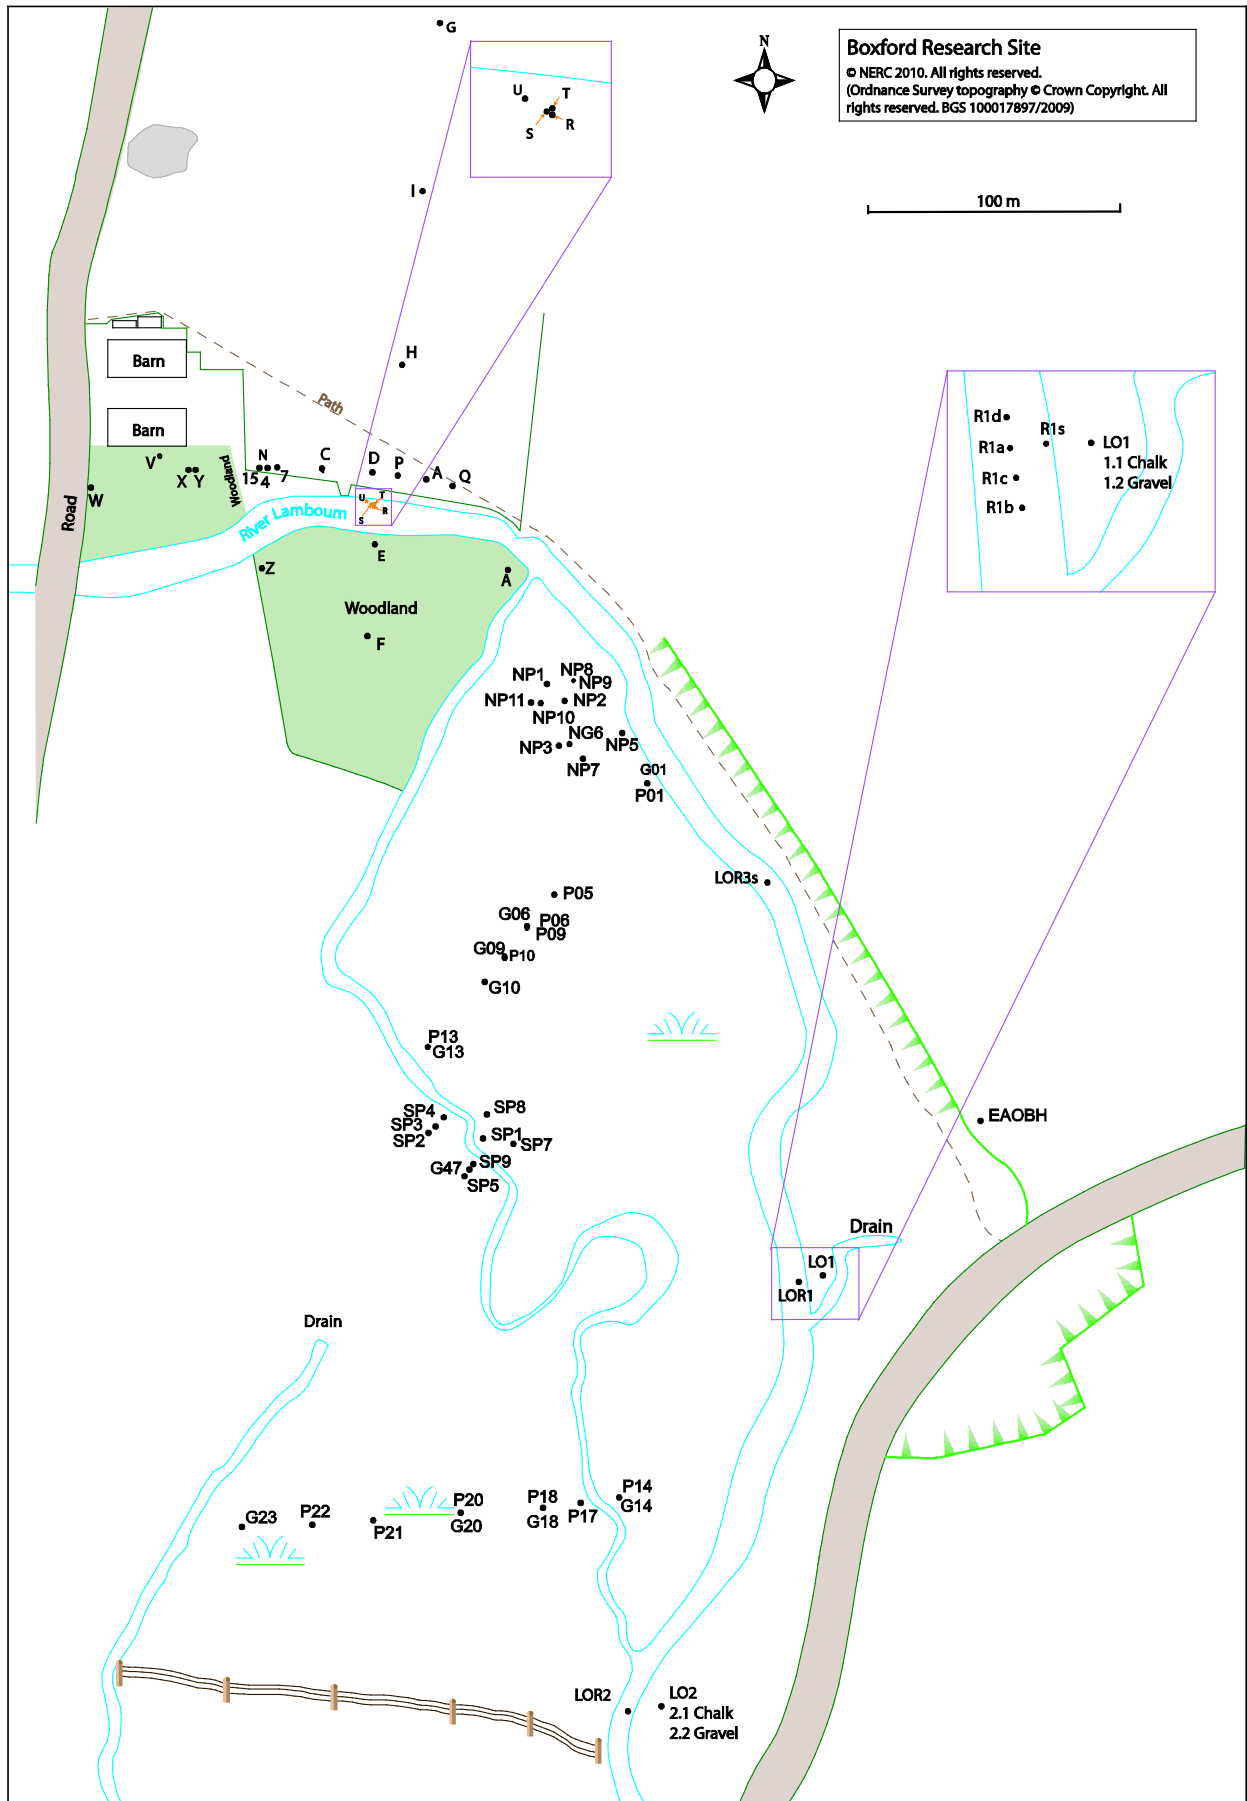 G
N
Boxford Research Site
© NERC 2010. All rights reserved.
(Ordnance Survey topography © Crown Copyright. All
rights reserved. BGS 100017897/2009)
U
T
S
R
I
100 m
H
Barn
Path
Barn
R1d
R1s
R1a
LO1
1.1 Chalk
1.2 Gravel
R1c
R1b
V
X
Y
Woodland
N
15
4
7
C
D
P
A
Q
W
Road
U
T
R
S
River Lambourn
E
Z
A
Woodland
F
NP1
NP8
NP9
NP11
NP2
NP10
NG6
NP3
NP5
NP7
G01
P01
LOR3s
P05
G06
P06
P09
G09
P10
G10
P13
G13
SP4
SP8
SP3
SP2
SP1
SP7
G47
SP9
SP5
EAOBH
Drain
LO1
LOR1
Drain
G23
P22
P21
P20
G20
P18
G18
P17
P14
G14
LOR2
LO2
2.1 Chalk
2.2 Gravel